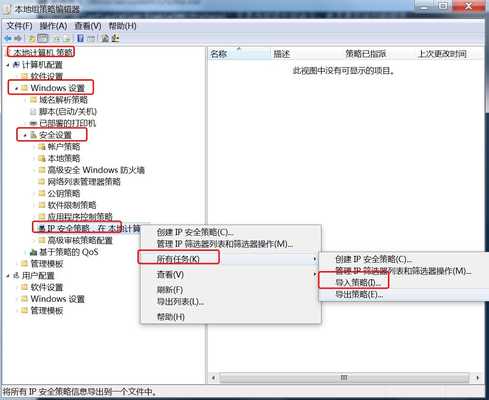 本地组策略编辑器
文件(F) 操作(A) 查看(V) 帮助(H)
本地计算机 策略
计算机配置
软件设置
Windows 设置
域名解析策略
脚本(启动/关机)
已部署的打印机
安全设置
帐户策略
本地策略
高级安全 Windows 防火墙
网络列表管理器策略
公钥策略
软件限制策略
应用程序控制策略
IP 安全策略，在 本地计算
高级审核策略配置
基于策略的 QoS
管理模板
用户配置
软件设置
Windows 设置
管理模板
名称 描述 策略已指派 上次更改时间
此视图中没有可显示的项目。
创建 IP 安全策略(C)...
管理 IP 筛选器列表和筛选器操作(M)...
所有任务(K)
查看(V)
刷新(F)
导出列表(L)...
帮助(H)
创建 IP 安全策略(C)...
管理 IP 筛选器列表和筛选器操作(M)...
导入策略(I)...
导出策略(E)...
将所有 IP 安全策略信息导出到一个文件中。